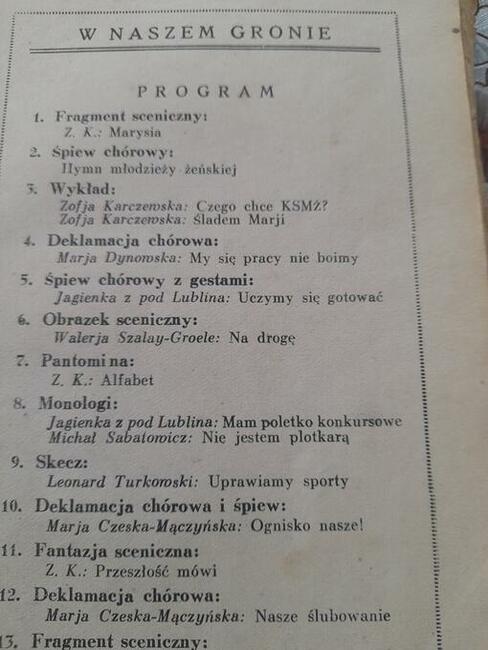 W NASZEM GRONIE
PROGRAM
1. Fragment sceniczny:
Z. K.: Marysia
2. Śpiew chórowy:
Hymn młodzieży żeńskiej
3. Wykład:
Zofja Karczewska: Czego chce KSMŻ?
Zofja Karczewska: Śladem Marji
4. Deklamacja chórowa:
Marja Dynowska: My się pracy nie boimy
5. Śpiew chórowy z gestami:
Jagienka z pod Lublina: Uczymy się gotować
6. Obrazek sceniczny:
Walerja Szalay-Groele: Na drogę
7. Pantomina:
Z. K.: Alfabet
8. Monologi:
Jagienka z pod Lublina: Mam poletko konkursowe
Michał Sabatowicz: Nie jestem plotkarą
9. Skecz:
Leonard Turkowski: Uprawiamy sporty
10. Deklamacja chórowa i śpiew:
Marja Czeska-Mączyńska: Ognisko nasze!
11. Fantazja sceniczna:
Z. K.: Przeszłość mówi
12. Deklamacja chórowa:
Marja Czeska-Mączyńska: Nasze ślubowanie
13. Fragment sceniczny: